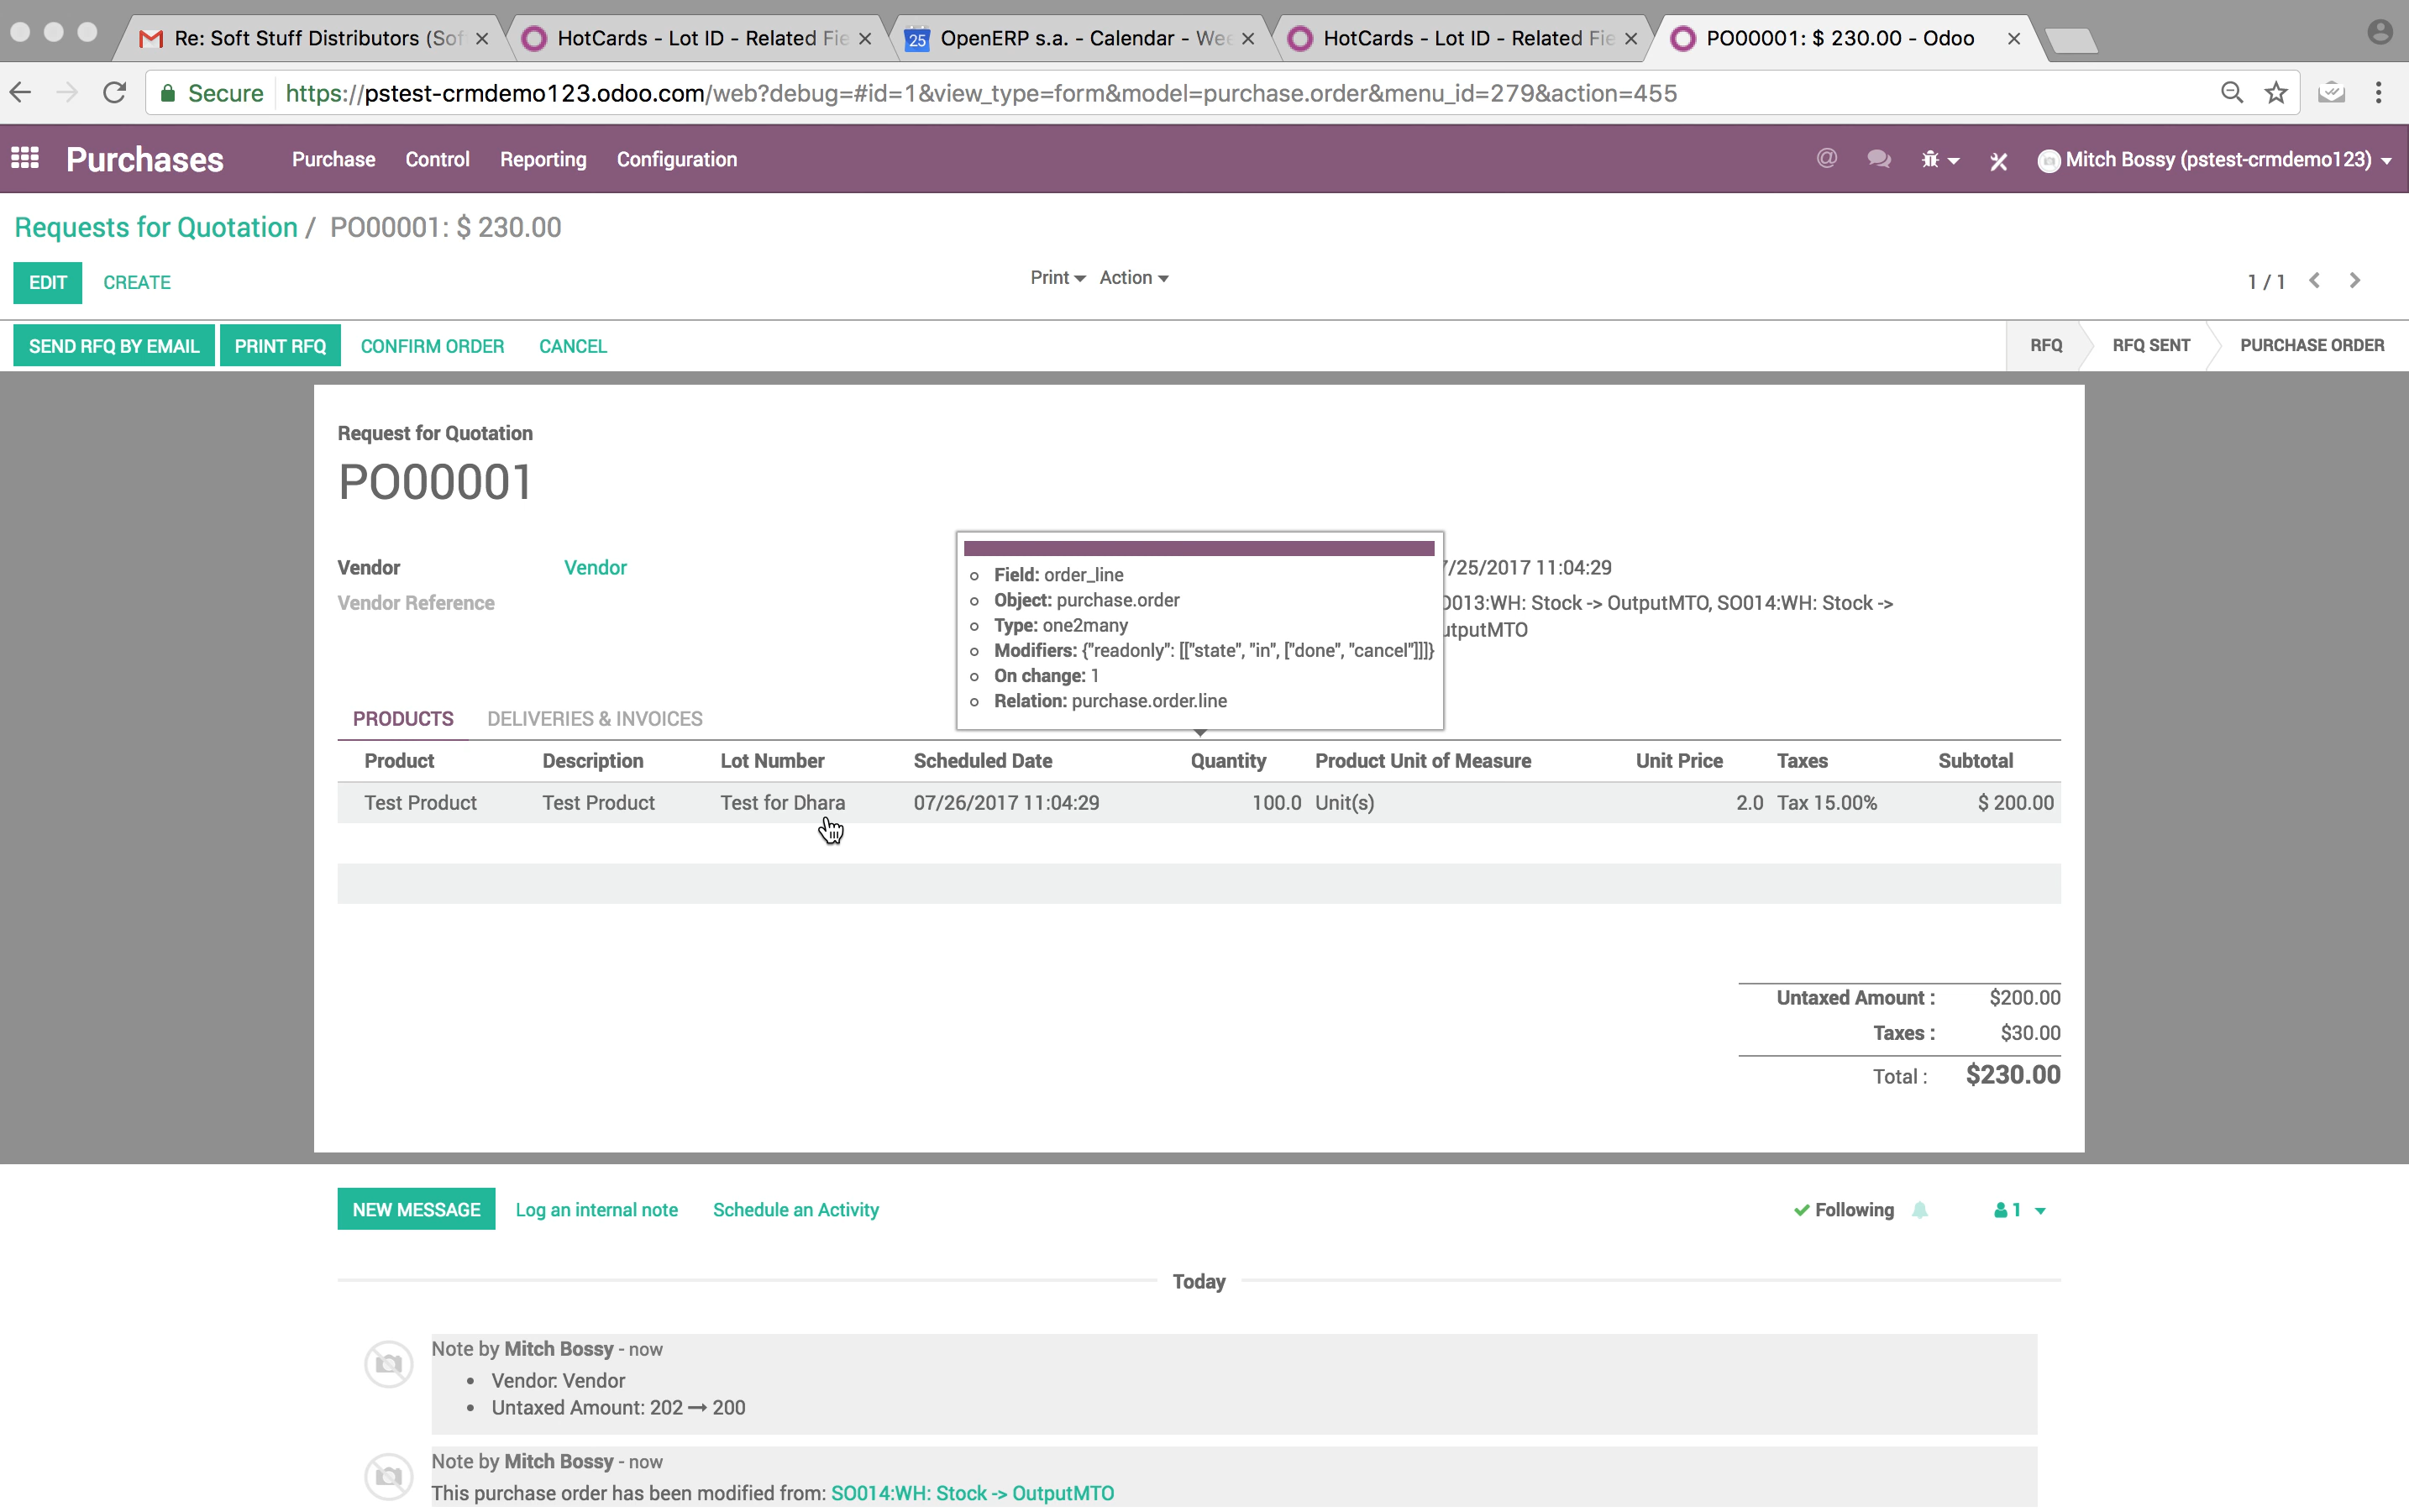 Re: Soft Stuff Distributors (Sof
HotCards - Lot ID - Related Fie
25 OpenERP s.a. - Calendar - Wee
HotCards - Lot ID - Related Fie
PO00001: $ 230.00 - Odoo
Secure https://pstest-crmdemo123.odoo.com/web?debug=#id=1&view_type=form&model=purchase.order&menu_id=279&action=455
Purchases Purchase Control Reporting Configuration @ Mitch Bossy (pstest-crmdemo123)
Requests for Quotation / PO00001: $ 230.00
EDIT CREATE Print Action 1 / 1
SEND RFQ BY EMAIL PRINT RFQ CONFIRM ORDER CANCEL RFQ RFQ SENT PURCHASE ORDER
Request for Quotation
PO00001
Vendor Vendor /25/2017 11:04:29
Vendor Reference 013:WH: Stock -> OutputMTO, SO014:WH: Stock ->
utputMTO
Field: order_line
Object: purchase.order
Type: one2many
Modifiers: {"readonly": [["state", "in", ["done", "cancel"]]]}
On change: 1
Relation: purchase.order.line
PRODUCTS DELIVERIES & INVOICES
Product Description Lot Number Scheduled Date Quantity Product Unit of Measure Unit Price Taxes Subtotal
Test Product Test Product Test for Dhara 07/26/2017 11:04:29 100.0 Unit(s) 2.0 Tax 15.00% $ 200.00
Untaxed Amount : $200.00
Taxes : $30.00
Total : $230.00
NEW MESSAGE Log an internal note Schedule an Activity Following 1
Today
Note by Mitch Bossy - now
• Vendor: Vendor
• Untaxed Amount: 202 → 200
Note by Mitch Bossy - now
This purchase order has been modified from: SO014:WH: Stock -> OutputMTO